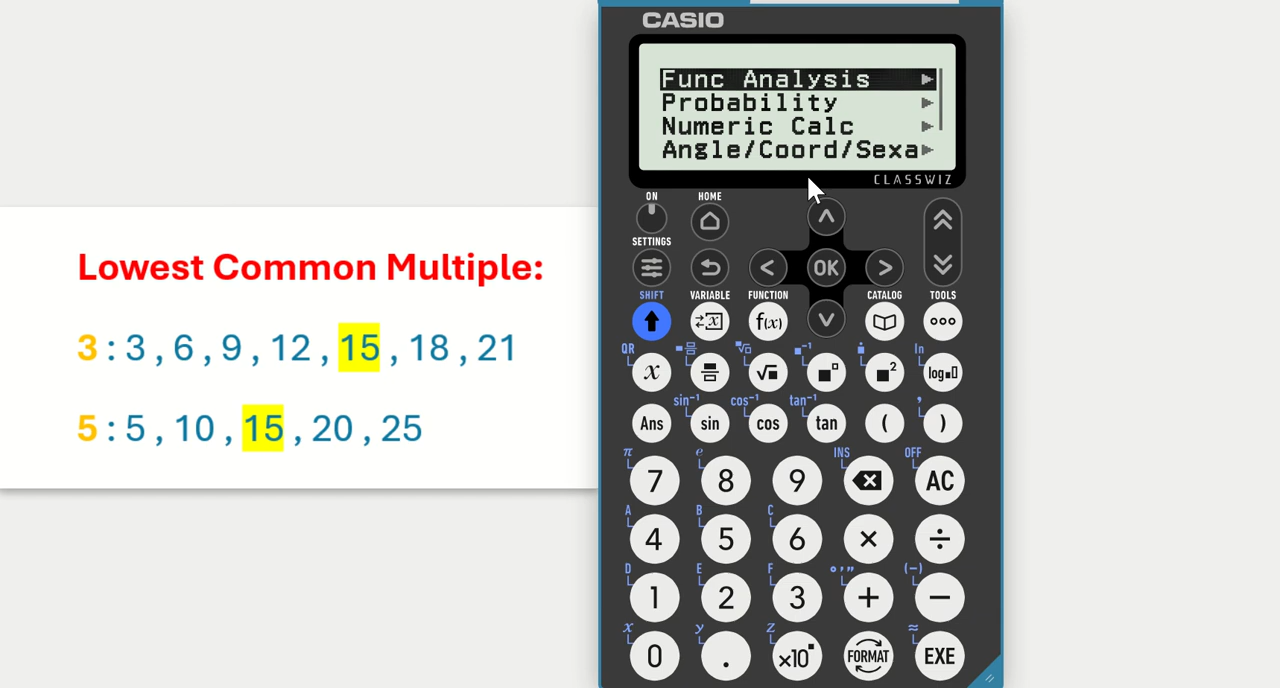 Lowest Common Multiple:
3 : 3 , 6 , 9 , 12 , 15 , 18 , 21
5 : 5 , 10 , 15 , 20 , 25
CASIO
Func Analysis
Probability
Numeric Calc
Angle/Coord/Sexa
CLASSWIZ
ON HOME
SETTINGS
OK
SHIFT VARIABLE FUNCTION CATALOG TOOLS
f(x)
QR ln
x log
sin⁻¹ cos⁻¹ tan⁻¹ ,
Ans sin cos tan ( )
π e INS OFF
7 8 9 AC
A B C
4 5 6 × ÷
D E F °,,, (−)
1 2 3 + −
x y z ≈
0 . ×10 FORMAT EXE